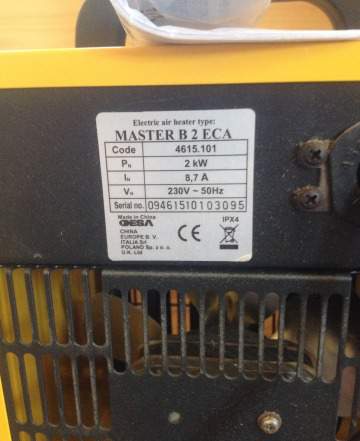 Electric air heater type:
MASTER B 2 ECA
Code 4615.101
PN 2 kW
IN 8,7 A
VN 230V ~ 50Hz
Serial no. 09461510103095
Made in China
DESA
CHINA
EUROPE B. V.
ITALIA Srl
POLAND Sp. z o. o.
U.K. Ltd
CE
IPX4